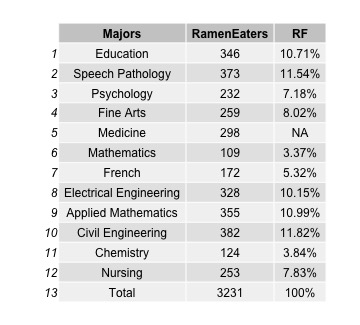 Majors RamenEaters RF
1 Education 346 10.71%
2 Speech Pathology 373 11.54%
3 Psychology 232 7.18%
4 Fine Arts 259 8.02%
5 Medicine 298 NA
6 Mathematics 109 3.37%
7 French 172 5.32%
8 Electrical Engineering 328 10.15%
9 Applied Mathematics 355 10.99%
10 Civil Engineering 382 11.82%
11 Chemistry 124 3.84%
12 Nursing 253 7.83%
13 Total 3231 100%